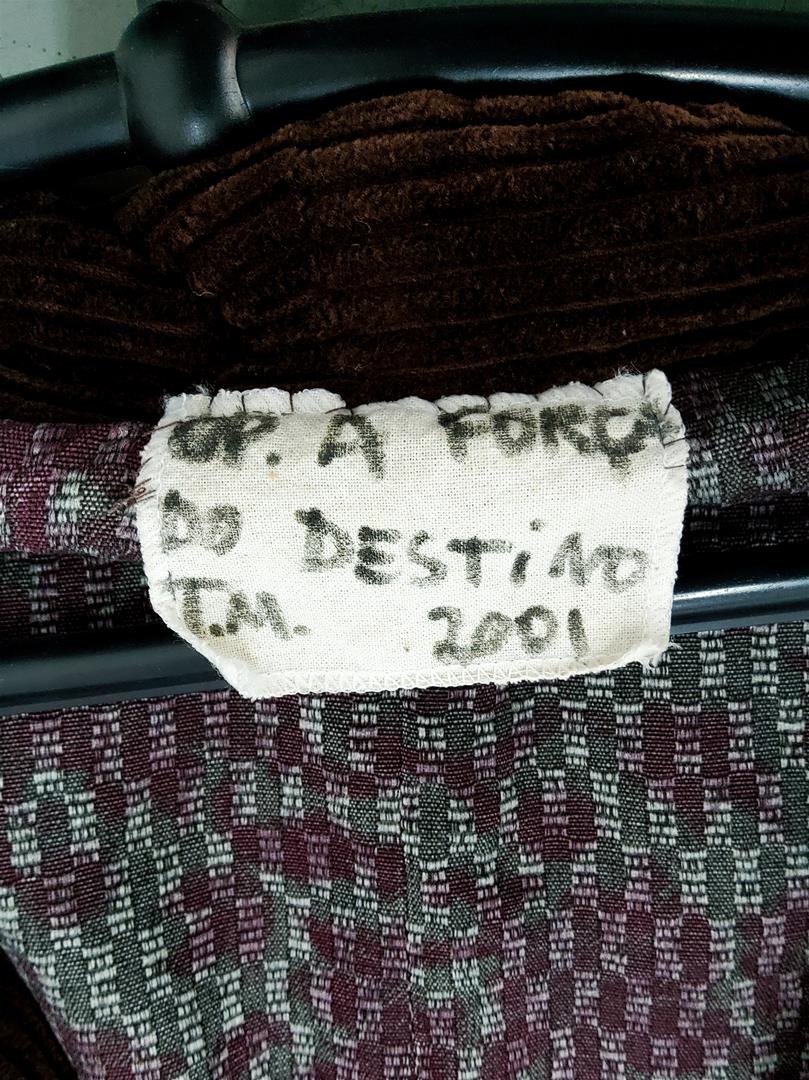 OP. A FORÇA
DO DESTiNO
T.M. 2001